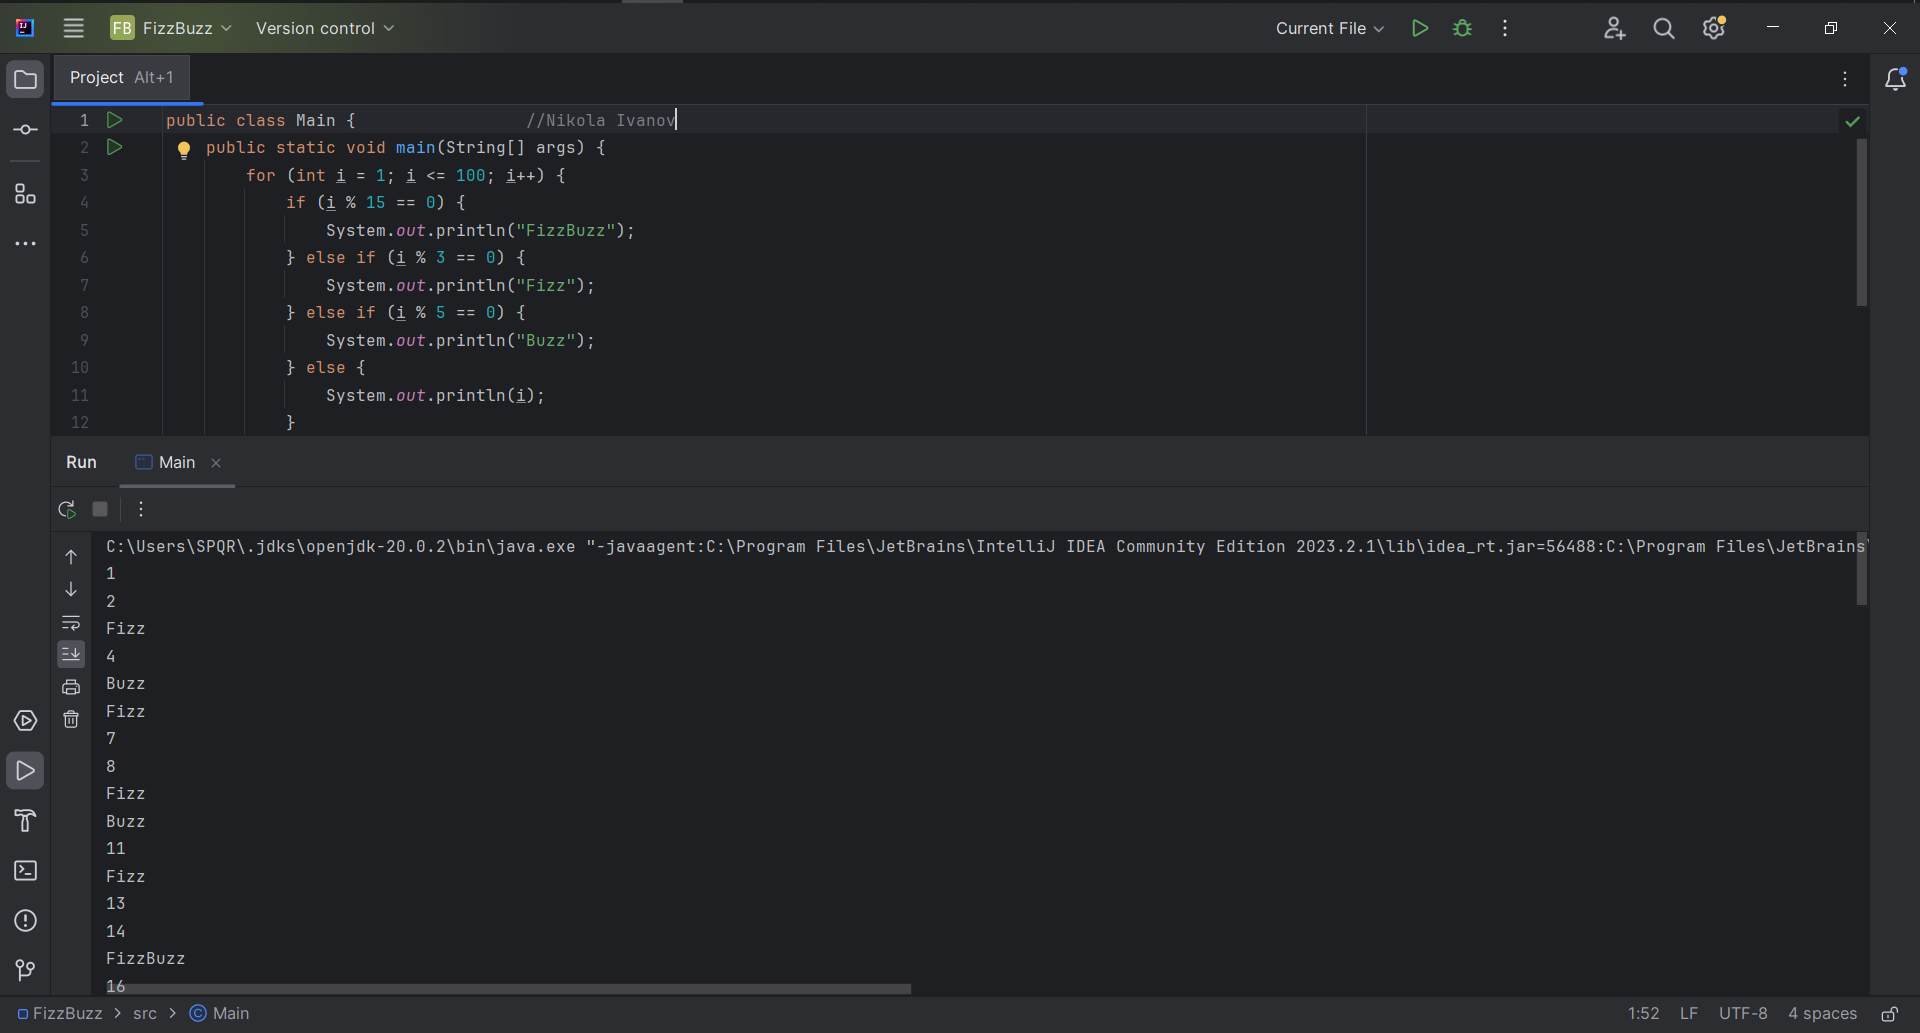 FB FizzBuzz Version control Current File
Project Alt+1
1 public class Main { //Nikola Ivanov
2 public static void main(String[] args) {
3 for (int i = 1; i <= 100; i++) {
4 if (i % 15 == 0) {
5 System.out.println("FizzBuzz");
6 } else if (i % 3 == 0) {
7 System.out.println("Fizz");
8 } else if (i % 5 == 0) {
9 System.out.println("Buzz");
10 } else {
11 System.out.println(i);
12 }
Run Main
C:\Users\SPQR\.jdks\openjdk-20.0.2\bin\java.exe "-javaagent:C:\Program Files\JetBrains\IntelliJ IDEA Community Edition 2023.2.1\lib\idea_rt.jar=56488:C:\Program Files\JetBrains\
1
2
Fizz
4
Buzz
Fizz
7
8
Fizz
Buzz
11
Fizz
13
14
FizzBuzz
16
FizzBuzz > src > Main 1:52 LF UTF-8 4 spaces